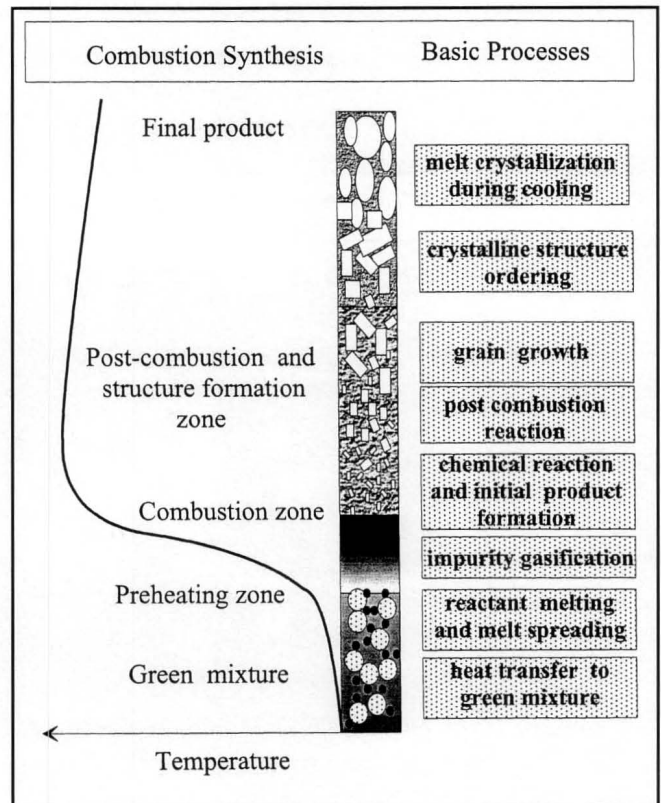 Combustion Synthesis
Basic Processes
Final product
melt crystallization
during cooling
crystalline structure
ordering
Post-combustion and
structure formation
zone
grain growth
post combustion
reaction
Combustion zone
chemical reaction
and initial product
formation
impurity gasification
Preheating zone
reactant melting
and melt spreading
Green mixture
heat transfer to
green mixture
Temperature